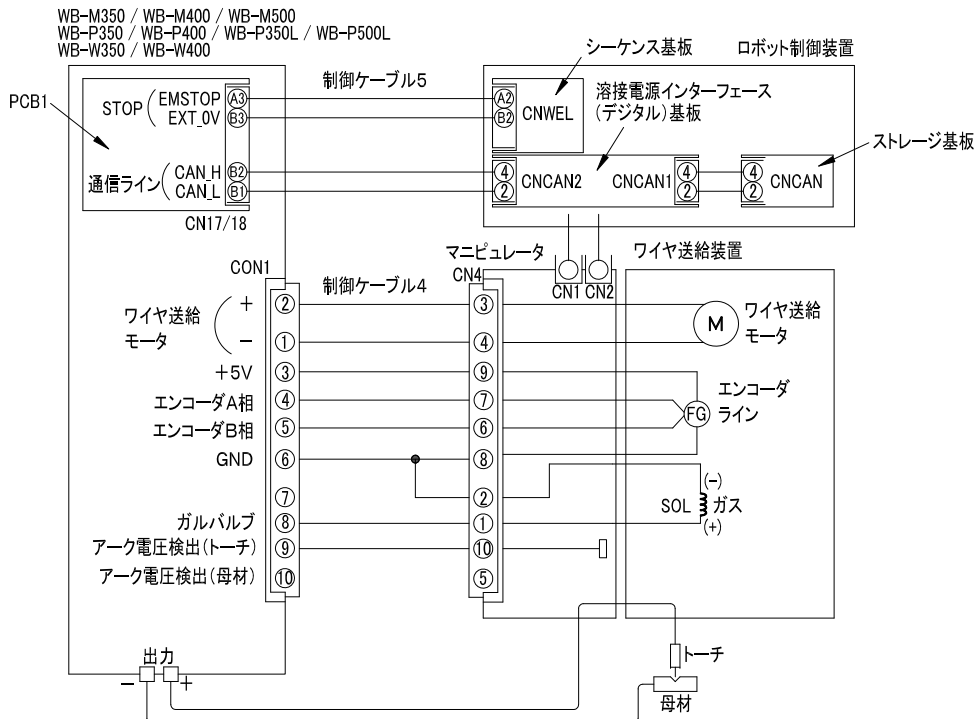 WB-M350 / WB-M400 / WB-M500
WB-P350 / WB-P400 / WB-P350L / WB-P500L
WB-W350 / WB-W400
シーケンス基板
ロボット制御装置
PCB1
STOP
EMSTOP
EXT_0V
A3
B3
制御ケーブル5
A2
B2
CNWEL
溶接電源インターフェース
(デジタル)基板
ストレージ基板
通信ライン
CAN_H
CAN_L
B2
B1
CN17/18
4
2
CNCAN2
CNCAN1
4
2
4
2
CNCAN
マニピュレータ
ワイヤ送給装置
CN1
CN2
CON1
制御ケーブル4
CN4
ワイヤ送給
モータ
+
②
③
M
ワイヤ送給
モータ
−
①
④
+5V
③
⑨
エンコーダA相
④
⑦
エンコーダB相
⑤
⑥
FG
エンコーダ
ライン
GND
⑥
⑧
⑦
②
SOL
(-)
ガス
(+)
ガルバルブ
⑧
①
アーク電圧検出(トーチ)
⑨
⑩
アーク電圧検出(母材)
⑩
⑤
出力
−
+
トーチ
母材